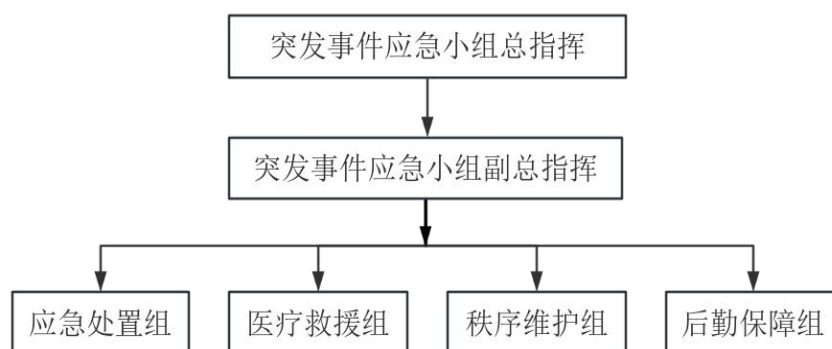 突发事件应急小组总指挥
突发事件应急小组副总指挥
应急处置组
医疗救援组
秩序维护组
后勤保障组